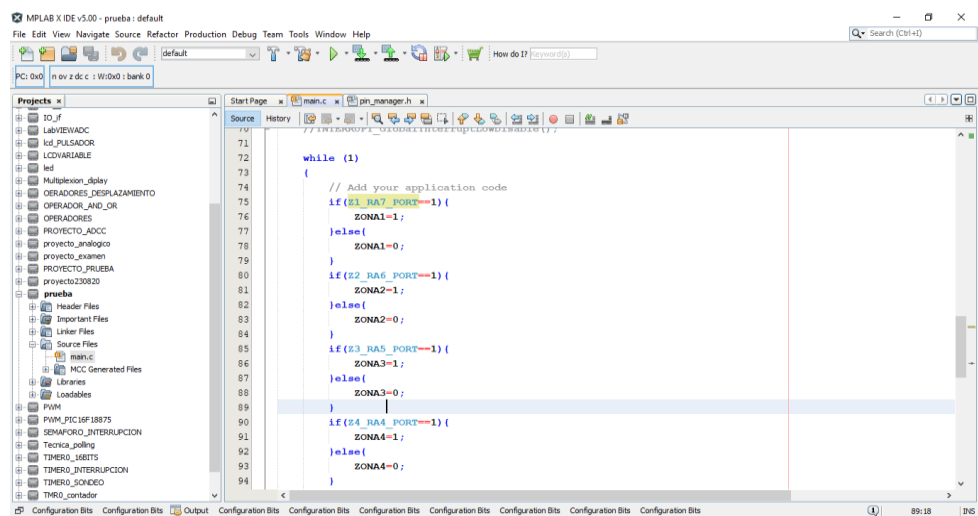 MPLAB X IDE v5.00 - prueba : default
File Edit View Navigate Source Refactor Production Debug Team Tools Window Help
Search (Ctrl+I)
default
How do I? Keyword(s)
PC: 0x0 n ov z dc c : W:0x0 : bank 0
Projects
Start Page main.c pin_manager.h
Source History
IO_jf
LabVIEWADC
lcd_PULSADOR
LCDVARIABLE
led
Multiplexion_diplay
OERADORES_DESPLAZAMIENTO
OPERADOR_AND_OR
OPERADORES
PROYECTO_ADCC
proyecto_analogico
proyecto_examen
PROYECTO_PRUEBA
proyecto230820
prueba
Header Files
Important Files
Linker Files
Source Files
main.c
MCC Generated Files
Libraries
Loadables
PWM
PWM_PIC16F18875
SEMAFORO_INTERRUPCION
Tecnica_polling
TIMER0_16BITS
TIMER0_INTERRUPCION
TIMER0_SONDEO
TMR0_contador
70 //INTERRUPT_GlobalInterruptLowDisable();
71
72 while (1)
73 {
74 // Add your application code
75 if(Z1_RA7_PORT==1){
76 ZONA1=1;
77 }else{
78 ZONA1=0;
79 }
80 if(Z2_RA6_PORT==1){
81 ZONA2=1;
82 }else{
83 ZONA2=0;
84 }
85 if(Z3_RA5_PORT==1){
86 ZONA3=1;
87 }else{
88 ZONA3=0;
89 }
90 if(Z4_RA4_PORT==1){
91 ZONA4=1;
92 }else{
93 ZONA4=0;
94 }
Configuration Bits Configuration Bits Output Configuration Bits Configuration Bits Configuration Bits Configuration Bits Configuration Bits Configuration Bits Configuration Bits 1 89:18 INS